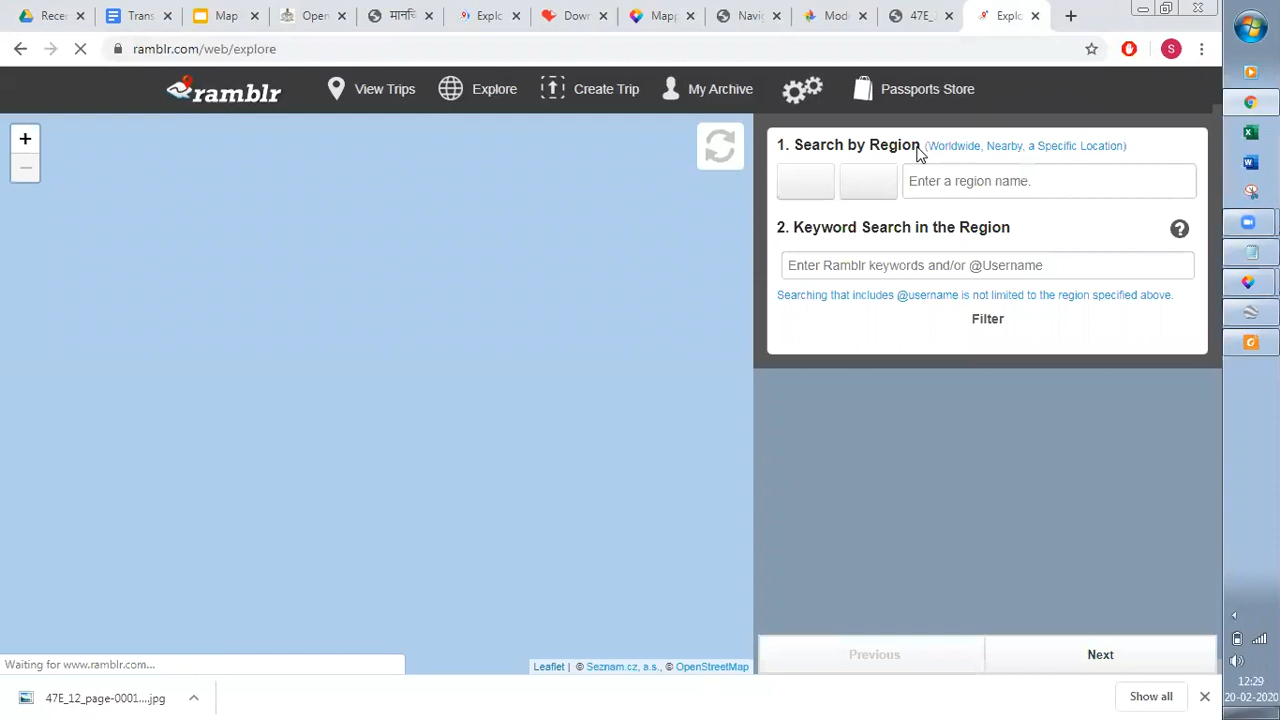 Rece
Trans
Map
Open
मानचि
Explo
Down
Mapp
Navig
Mod
47E_
Explo
ramblr.com/web/explore
S
ramblr
View Trips
Explore
Create Trip
My Archive
Passports Store
+
−
1. Search by Region (Worldwide, Nearby, a Specific Location)
Enter a region name.
2. Keyword Search in the Region
?
Enter Ramblr keywords and/or @Username
Searching that includes @username is not limited to the region specified above.
Filter
Previous
Next
Waiting for www.ramblr.com...
Leaflet | © Seznam.cz, a.s., © OpenStreetMap
47E_12_page-0001....jpg
Show all
12:29
20-02-2020